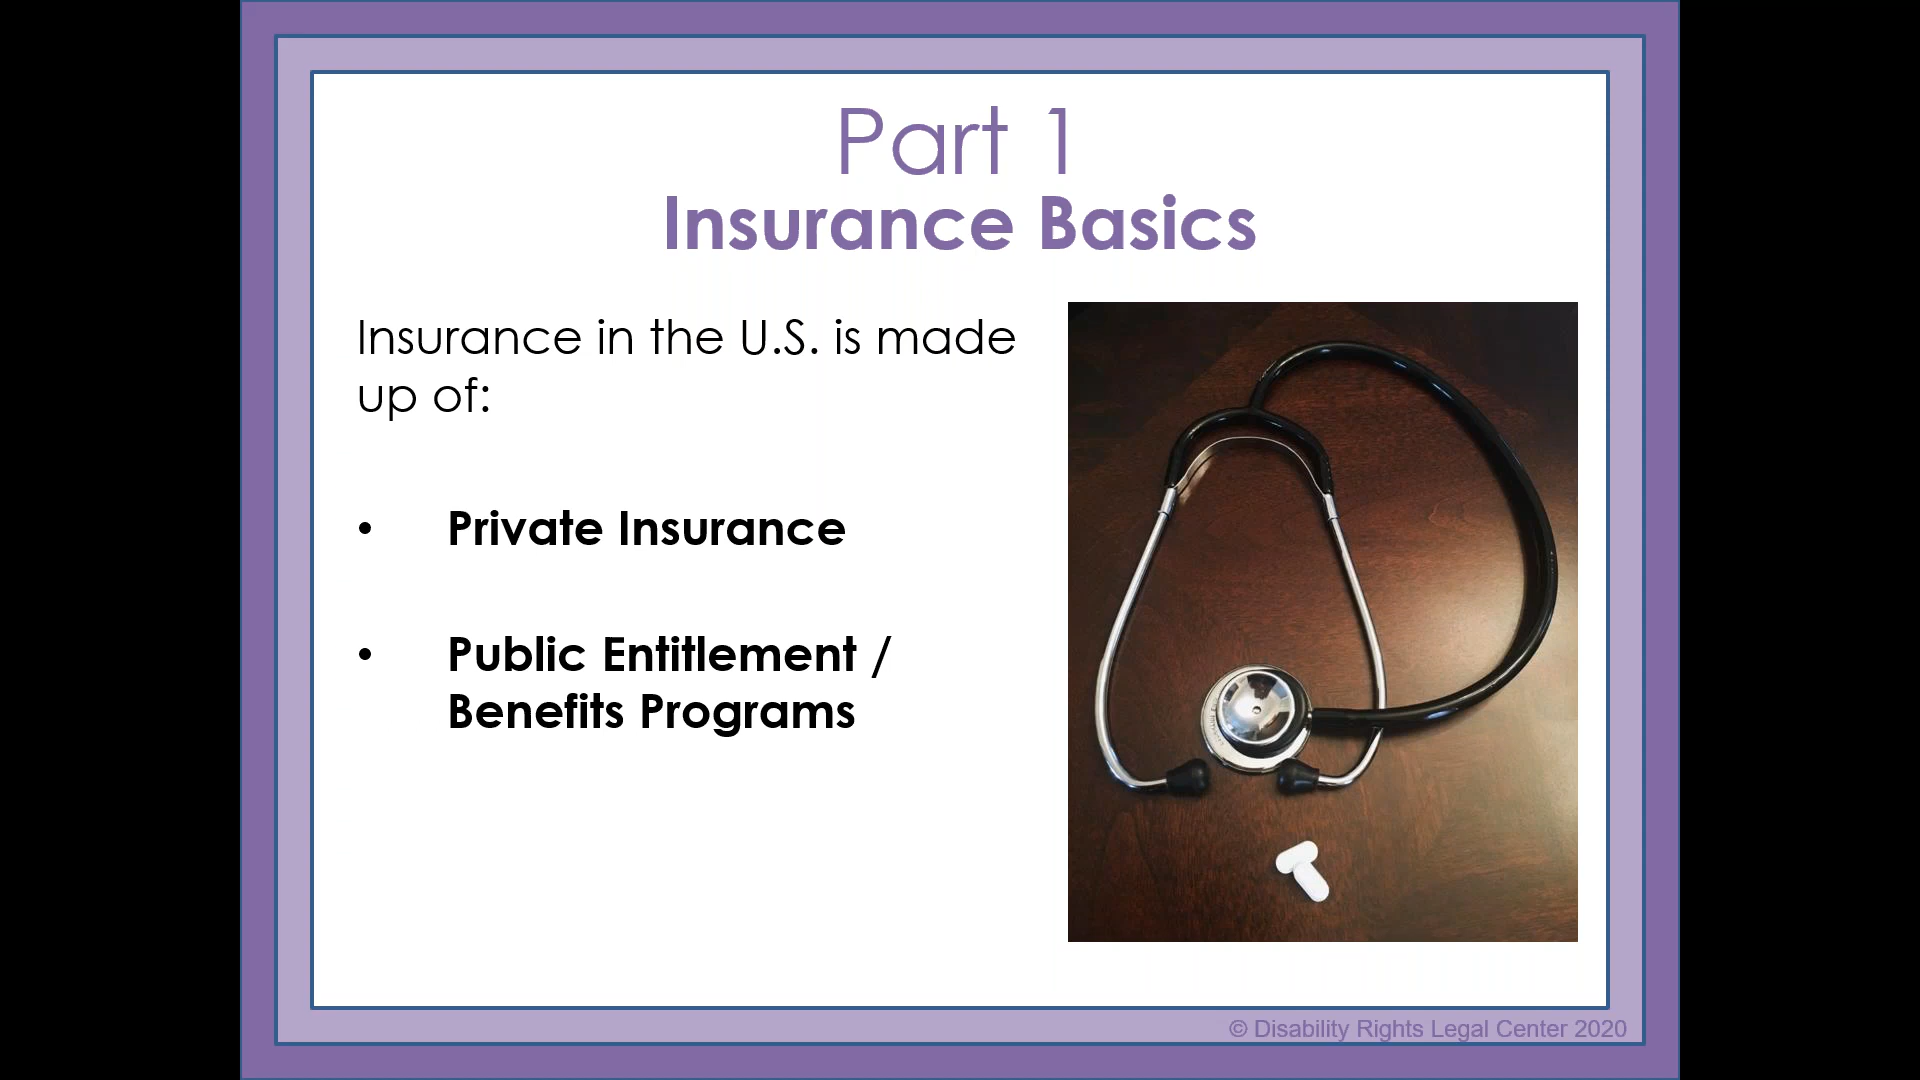 Part 1
Insurance Basics
Insurance in the U.S. is made
up of:
• Private Insurance
• Public Entitlement /
Benefits Programs
© Disability Rights Legal Center 2020